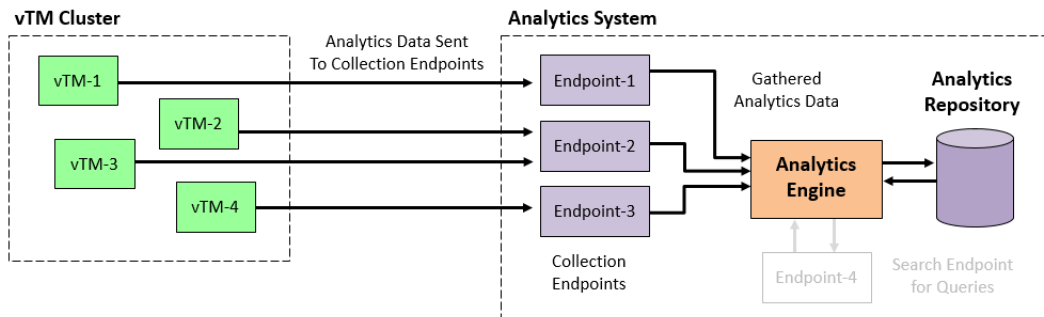 vTM Cluster
Analytics System
Analytics Data Sent
To Collection Endpoints
vTM-1
vTM-2
vTM-3
vTM-4
Endpoint-1
Endpoint-2
Endpoint-3
Collection
Endpoints
Gathered
Analytics Data
Analytics
Engine
Analytics
Repository
Endpoint-4
Search Endpoint
for Queries